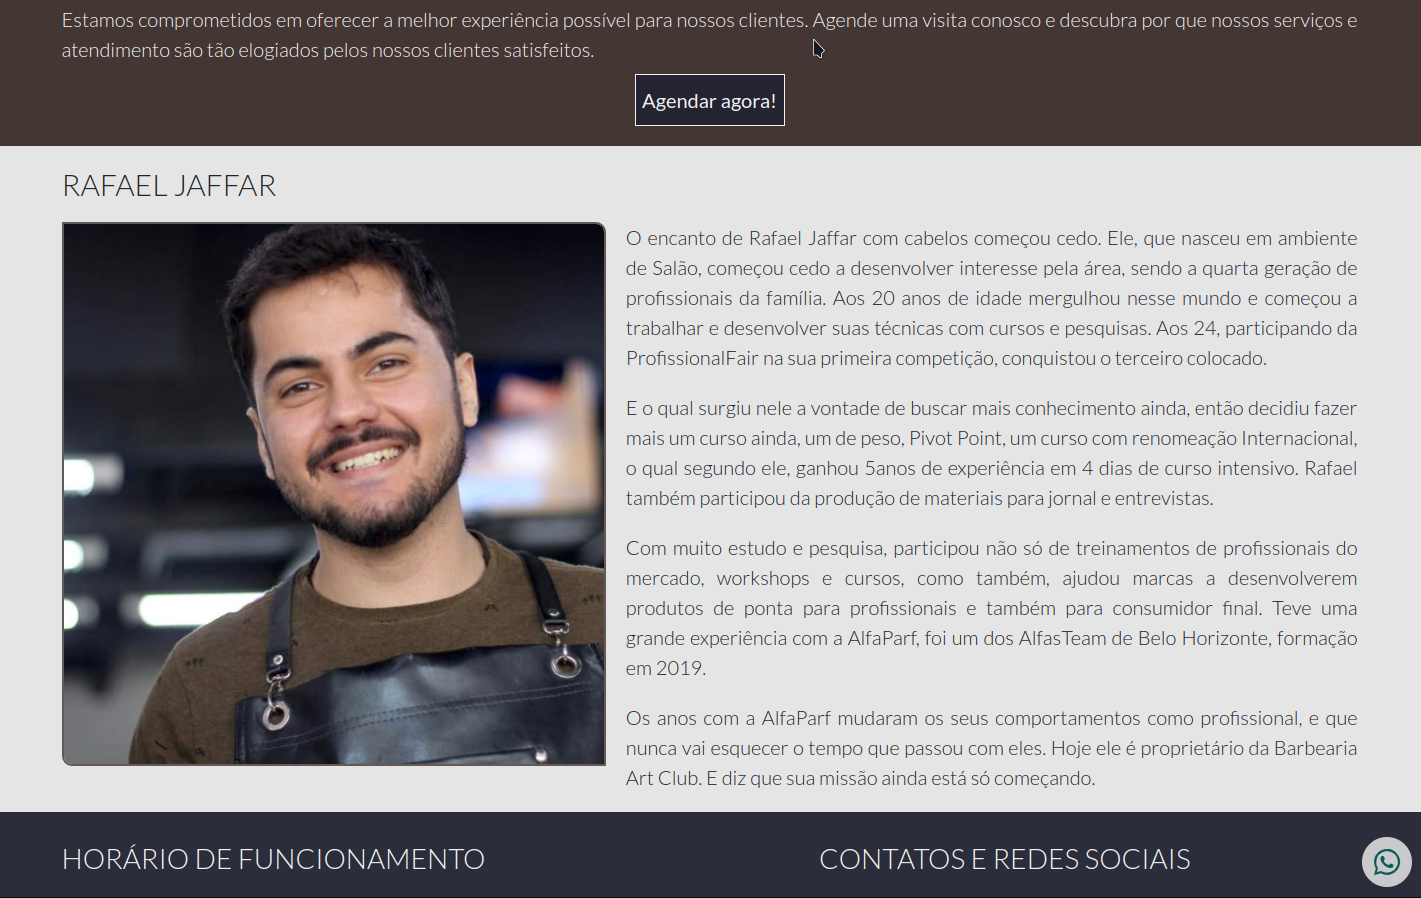 Estamos comprometidos em oferecer a melhor experiência possível para nossos clientes. Agende uma visita conosco e descubra por que nossos serviços e
atendimento são tão elogiados pelos nossos clientes satisfeitos.
Agendar agora!
RAFAEL JAFFAR
O encanto de Rafael Jaffar com cabelos começou cedo. Ele, que nasceu em ambiente
de Salão, começou cedo a desenvolver interesse pela área, sendo a quarta geração de
profissionais da família. Aos 20 anos de idade mergulhou nesse mundo e começou a
trabalhar e desenvolver suas técnicas com cursos e pesquisas. Aos 24, participando da
ProfissionalFair na sua primeira competição, conquistou o terceiro colocado.
E o qual surgiu nele a vontade de buscar mais conhecimento ainda, então decidiu fazer
mais um curso ainda, um de peso, Pivot Point, um curso com renomeação Internacional,
o qual segundo ele, ganhou 5anos de experiência em 4 dias de curso intensivo. Rafael
também participou da produção de materiais para jornal e entrevistas.
Com muito estudo e pesquisa, participou não só de treinamentos de profissionais do
mercado, workshops e cursos, como também, ajudou marcas a desenvolverem
produtos de ponta para profissionais e também para consumidor final. Teve uma
grande experiência com a AlfaParf, foi um dos AlfasTeam de Belo Horizonte, formação
em 2019.
Os anos com a AlfaParf mudaram os seus comportamentos como profissional, e que
nunca vai esquecer o tempo que passou com eles. Hoje ele é proprietário da Barbearia
Art Club. E diz que sua missão ainda está só começando.
HORÁRIO DE FUNCIONAMENTO
CONTATOS E REDES SOCIAIS